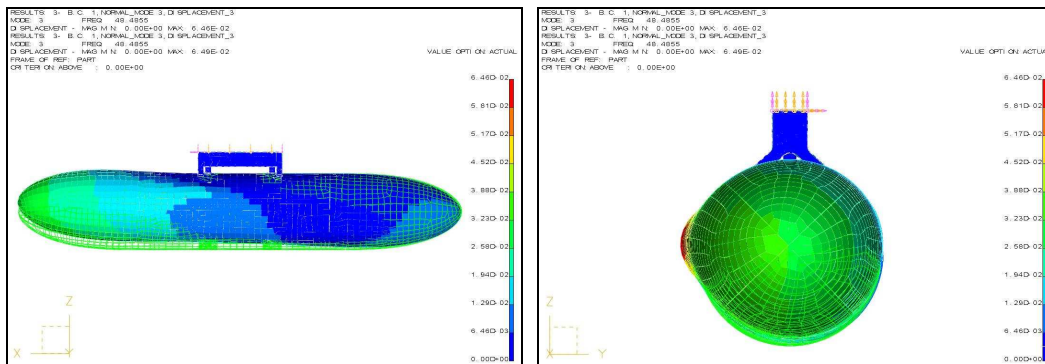 RESULTS: 3- B.C. 1, NORMAL_MODE 3, DISPLACEMENT_3
MODE: 3 FREQ: 48.4855
DISPLACEMENT - MAG MIN: 0.00E+00 MAX: 6.46E-02
RESULTS: 3- B.C. 1, NORMAL_MODE 3, DISPLACEMENT_3
MODE: 3 FREQ: 48.4855
DISPLACEMENT - MAG MIN: 0.00E+00 MAX: 6.49E-02
FRAME OF REF: PART
CRITERION: ABOVE : 0.00E+00
VALUE OPTION: ACTUAL
6.46D-02
5.81D-02
5.17D-02
4.52D-02
3.88D-02
3.23D-02
2.58D-02
1.94D-02
1.29D-02
6.46D-03
0.00D+00
Z
X
Y
RESULTS: 3- B.C. 1, NORMAL_MODE 3, DISPLACEMENT_3
MODE: 3 FREQ: 48.4855
DISPLACEMENT - MAG MIN: 0.00E+00 MAX: 6.46E-02
RESULTS: 3- B.C. 1, NORMAL_MODE 3, DISPLACEMENT_3
MODE: 3 FREQ: 48.4855
DISPLACEMENT - MAG MIN: 0.00E+00 MAX: 6.49E-02
FRAME OF REF: PART
CRITERION: ABOVE : 0.00E+00
VALUE OPTION: ACTUA
6.46D-02
5.81D-02
5.17D-02
4.52D-02
3.88D-02
3.23D-02
2.58D-02
1.94D-02
1.29D-02
6.46D-03
0.00D+00
Z
X
Y